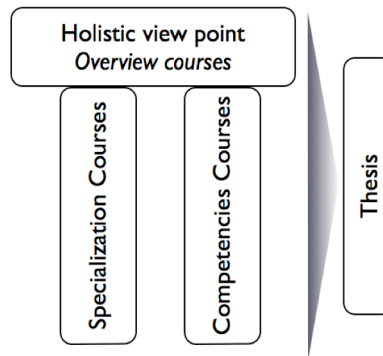 Holistic view point
Overview courses
Specialization Courses
Competencies Courses
Thesis